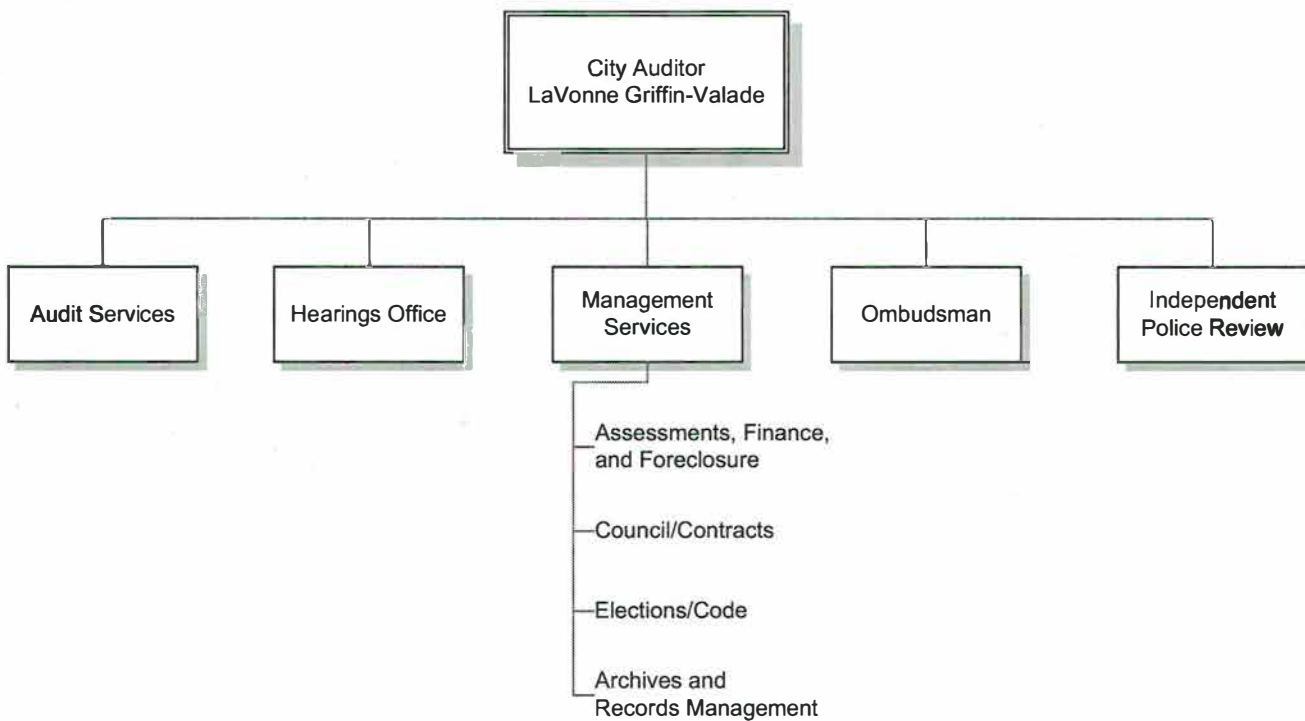 City Auditor
LaVonne Griffin-Valade
Audit Services
Hearings Office
Management
Services
Ombudsman
Independent
Police Review
Assessments, Finance,
and Foreclosure
Council/Contracts
Elections/Code
Archives and
Records Management